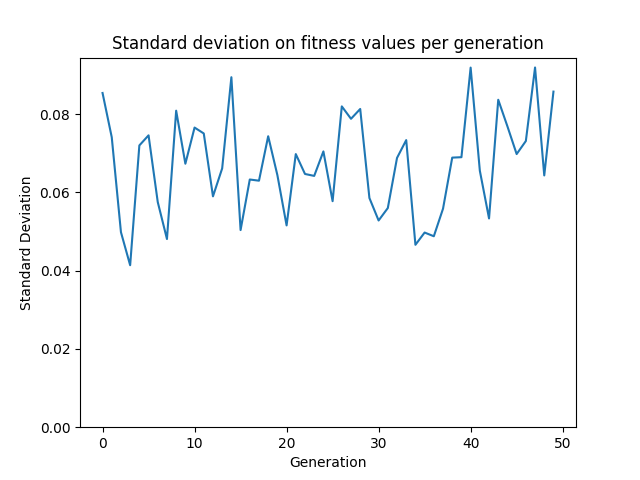 Standard deviation on fitness values per generation
Standard Deviation
0.08
0.06
0.04
0.02
0.00
0 10 20 30 40 50
Generation